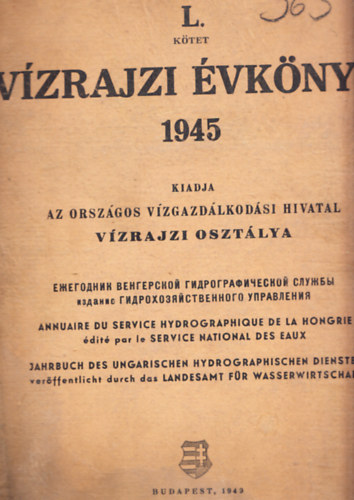 L.
KÖTET
VÍZRAJZI ÉVKÖNY
1945
KIADJA
AZ ORSZÁGOS VÍZGAZDÁLKODÁSI HIVATAL
VÍZRAJZI OSZTÁLYA
ЕЖЕГОДНИК ВЕНГЕРСКОЙ ГИДРОГРАФИЧЕСКОЙ СЛУЖБЫ
издание ГИДРОХОЗЯЙСТВЕННОГО УПРАВЛЕНИЯ
ANNUAIRE DU SERVICE HYDROGRAPHIQUE DE LA HONGRIE
édité par le SERVICE NATIONAL DES EAUX
JAHRBUCH DES UNGARISCHEN HYDROGRAPHISCHEN DIENSTE
veröffentlicht durch das LANDESAMT FÜR WASSERWIRTSCHAF
BUDAPEST, 1949